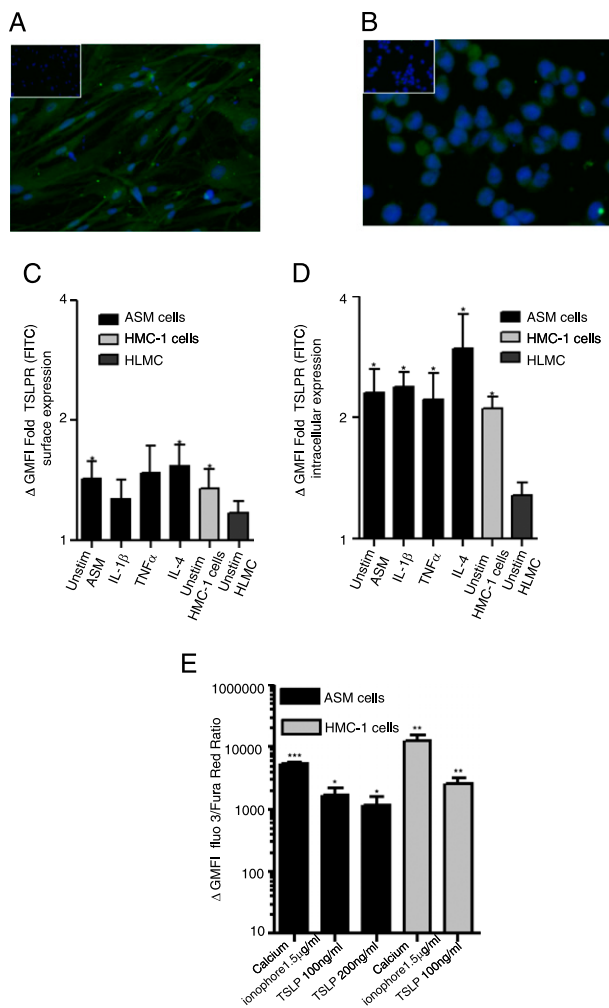 A
B
C
D
4
2
1
Δ GMFI Fold TSLPR (FITC)
surface expression
ASM cells
HMC-1 cells
HLMC
*
*
*
Unstim
ASM
IL-1β
TNFα
IL-4
Unstim
HMC-1 cells
Unstim
HLMC
4
2
1
Δ GMFI Fold TSLPR (FITC)
intracellular expression
ASM cells
HMC-1 cells
HLMC
*
*
*
*
*
Unstim
ASM
IL-1β
TNFα
IL-4
Unstim
HMC-1 cells
Unstim
HLMC
E
1000000
10000
1000
10
Δ GMFI fluo 3/Fura Red Ratio
ASM cells
HMC-1 cells
***
*
*
**
**
Calcium
ionophore1.5μg/ml
TSLP 100ng/ml
TSLP 200ng/ml
Calcium
ionophore1.5μg/ml
TSLP 100ng/ml